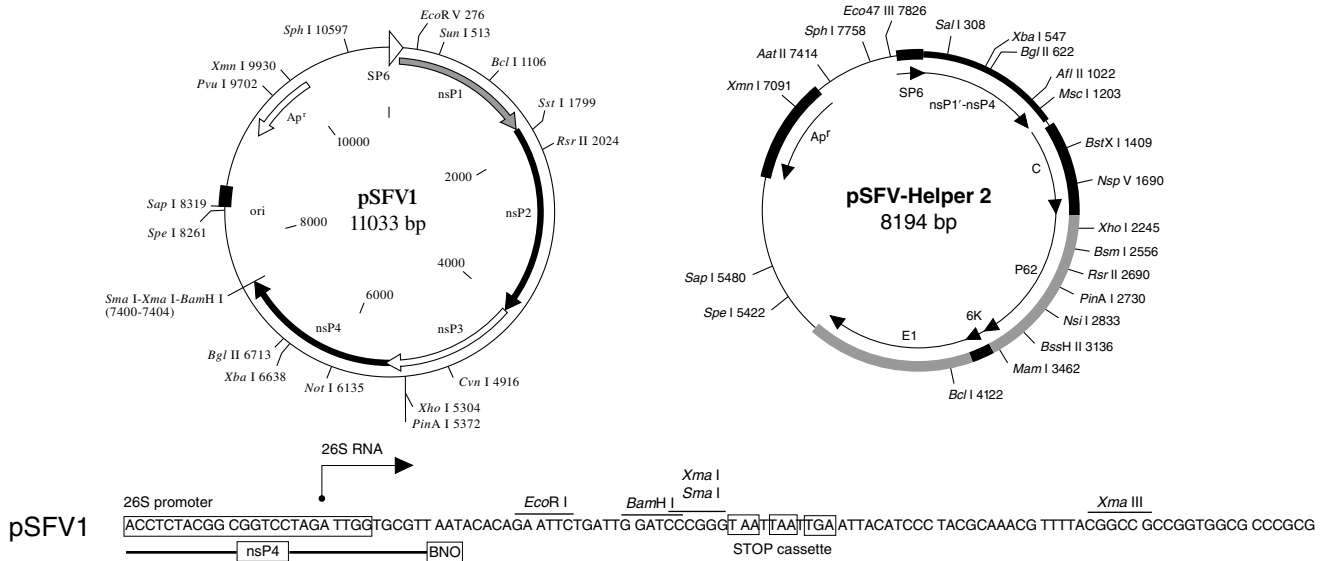 EcoR V 276
Sun I 513
Bcl I 1106
Sst I 1799
Rsr II 2024
Cvn I 4916
Xho I 5304
PinA I 5372
Not I 6135
Xba I 6638
Bgl II 6713
Sma I-Xma I-BamH I
(7400-7404)
Spe I 8261
Sap I 8319
Pvu I 9702
Xmn I 9930
Sph I 10597
SP6
nsP1
nsP2
nsP3
nsP4
ori
Apʳ
2000
4000
6000
8000
10000
pSFV1
11033 bp
Eco47 III 7826
Sph I 7758
Aat II 7414
Xmn I 7091
Sal I 308
Xba I 547
Bgl II 622
Afl II 1022
Msc I 1203
BstX I 1409
Nsp V 1690
Xho I 2245
Bsm I 2556
Rsr II 2690
PinA I 2730
Nsi I 2833
BssH II 3136
Mam I 3462
Bcl I 4122
Spe I 5422
Sap I 5480
SP6
nsP1′-nsP4
C
P62
6K
E1
Apʳ
pSFV-Helper 2
8194 bp
26S RNA
26S promoter
EcoR I
BamH I
Xma I
Sma I
Xma III
pSFV1
ACCTCTACGG CGGTCCTAGA TTGGTGCGTT AATACACAGA ATTCTGATTG GATCCCGGGT AATTAATTGA ATTACATCCC TACGCAAACG TTTTACGGCC GCCGGTGGCG CCCGCG
nsP4
BNO
STOP cassette